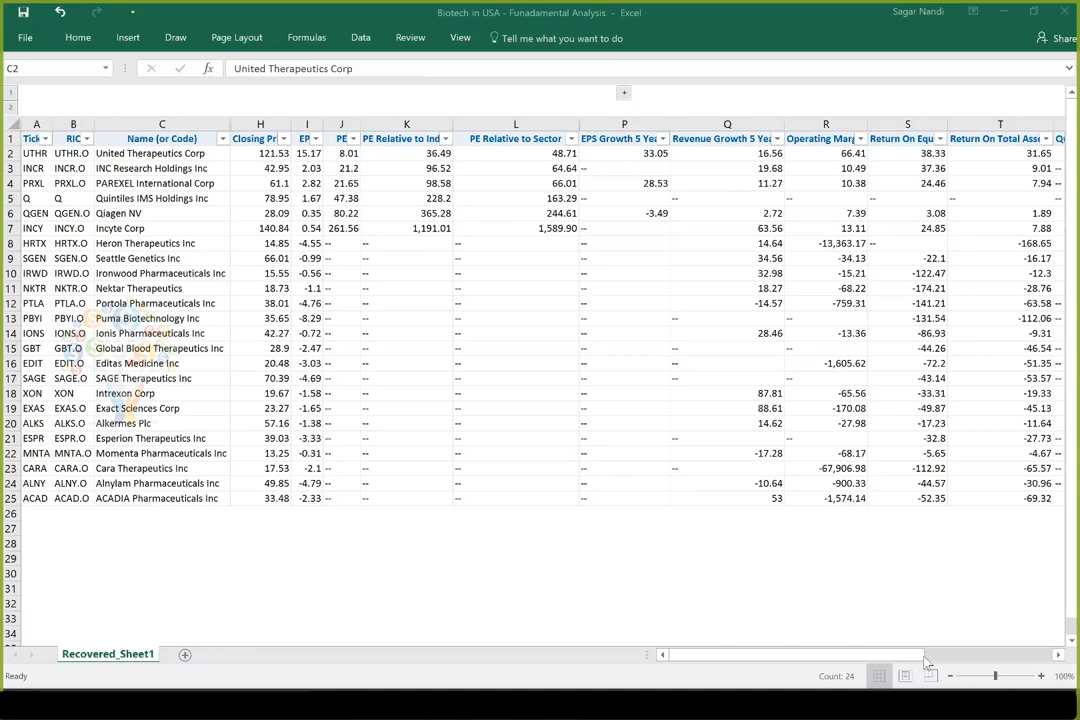 Biotech in USA - Funadamental Analysis - Excel
Sagar Nandi
File Home Insert Draw Page Layout Formulas Data Review View Tell me what you want to do Share
C2 fx United Therapeutics Corp
1
2
+
A B C H I J K L P Q R S T
1 Tick RIC Name (or Code) Closing Pr EP PE PE Relative to Ind PE Relative to Sector EPS Growth 5 Yea Revenue Growth 5 Yea Operating Marg Return On Equ Return On Total Asse Qu
2 UTHR UTHR.O United Therapeutics Corp 121.53 15.17 8.01 36.49 48.71 33.05 16.56 66.41 38.33 31.65
3 INCR INCR.O INC Research Holdings Inc 42.95 2.03 21.2 96.52 64.64 -- 19.68 10.49 37.36 9.01 --
4 PRXL PRXL.O PAREXEL International Corp 61.1 2.82 21.65 98.58 66.01 28.53 11.27 10.38 24.46 7.94 --
5 Q Q Quintiles IMS Holdings Inc 78.95 1.67 47.38 228.2 163.29 -- -- -- -- --
6 QGEN QGEN.O Qiagen NV 28.09 0.35 80.22 365.28 244.61 -3.49 2.72 7.39 3.08 1.89
7 INCY INCY.O Incyte Corp 140.84 0.54 261.56 1,191.01 1,589.90 -- 63.56 13.11 24.85 7.88
8 HRTX HRTX.O Heron Therapeutics Inc 14.85 -4.55 -- -- -- -- 14.64 -13,363.17 -- -168.65
9 SGEN SGEN.O Seattle Genetics Inc 66.01 -0.99 -- -- -- -- 34.56 -34.13 -22.1 -16.17
10 IRWD IRWD.O Ironwood Pharmaceuticals Inc 15.55 -0.56 -- -- -- -- 32.98 -15.21 -122.47 -12.3
11 NKTR NKTR.O Nektar Therapeutics 18.73 -1.1 -- -- -- -- 18.27 -68.22 -174.21 -28.76
12 PTLA PTLA.O Portola Pharmaceuticals Inc 38.01 -4.76 -- -- -- -- -14.57 -759.31 -141.21 -63.58 --
13 PBYI PBYI.O Puma Biotechnology Inc 35.65 -8.29 -- -- -- -- -- -- -131.54 -112.06 --
14 IONS IONS.O Ionis Pharmaceuticals Inc 42.27 -0.72 -- -- -- -- 28.46 -13.36 -86.93 -9.31
15 GBT GBT.O Global Blood Therapeutics Inc 28.9 -2.47 -- -- -- -- -- -- -44.26 -46.54 --
16 EDIT EDIT.O Editas Medicine Inc 20.48 -3.03 -- -- -- -- -- -1,605.62 -72.2 -51.35 --
17 SAGE SAGE.O SAGE Therapeutics Inc 70.39 -4.69 -- -- -- -- -- -- -43.14 -53.57 --
18 XON XON Intrexon Corp 19.67 -1.58 -- -- -- -- 87.81 -65.56 -33.31 -19.33
19 EXAS EXAS.O Exact Sciences Corp 23.27 -1.65 -- -- -- -- 88.61 -170.08 -49.87 -45.13
20 ALKS ALKS.O Alkermes Plc 57.16 -1.38 -- -- -- -- 14.62 -27.98 -17.23 -11.64
21 ESPR ESPR.O Esperion Therapeutics Inc 39.03 -3.33 -- -- -- -- -- -- -32.8 -27.73 --
22 MNTA MNTA.O Momenta Pharmaceuticals Inc 13.25 -0.31 -- -- -- -- -17.28 -68.17 -5.65 -4.67 --
23 CARA CARA.O Cara Therapeutics Inc 17.53 -2.1 -- -- -- -- -- -67,906.98 -112.92 -65.57 --
24 ALNY ALNY.O Alnylam Pharmaceuticals Inc 49.85 -4.79 -- -- -- -- -10.64 -900.33 -44.57 -30.96 --
25 ACAD ACAD.O ACADIA Pharmaceuticals Inc 33.48 -2.33 -- -- -- -- 53 -1,574.14 -52.35 -69.32
26
27
28
29
30
31
32
33
34
Recovered_Sheet1
Ready Count: 24 100%